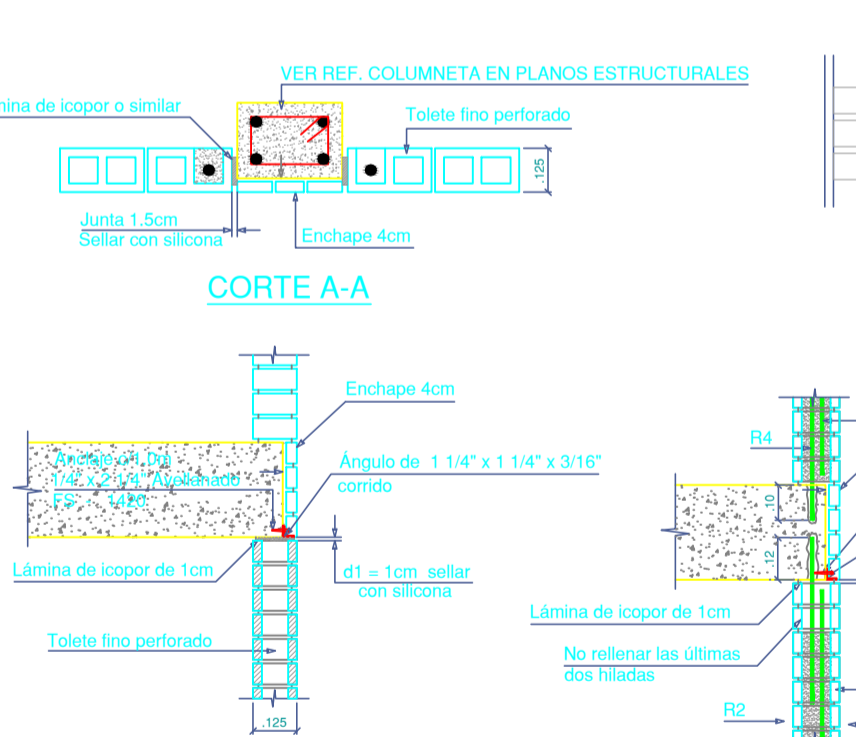 VER REF. COLUMNETA EN PLANOS ESTRUCTURALES
mina de icopor o similar
Tolete fino perforado
.125
Junta 1.5cm
Sellar con silicona
Enchape 4cm
CORTE A-A
Enchape 4cm
Anclaje c/1.0m
1/4" x 2 1/4" Avellanado
FS - 1420
Ángulo de 1 1/4" x 1 1/4" x 3/16"
corrido
Lámina de icopor de 1cm
d1 = 1cm sellar
con silicona
Tolete fino perforado
.125
R4
.10
.12
Lámina de icopor de 1cm
No rellenar las últimas
dos hiladas
R2